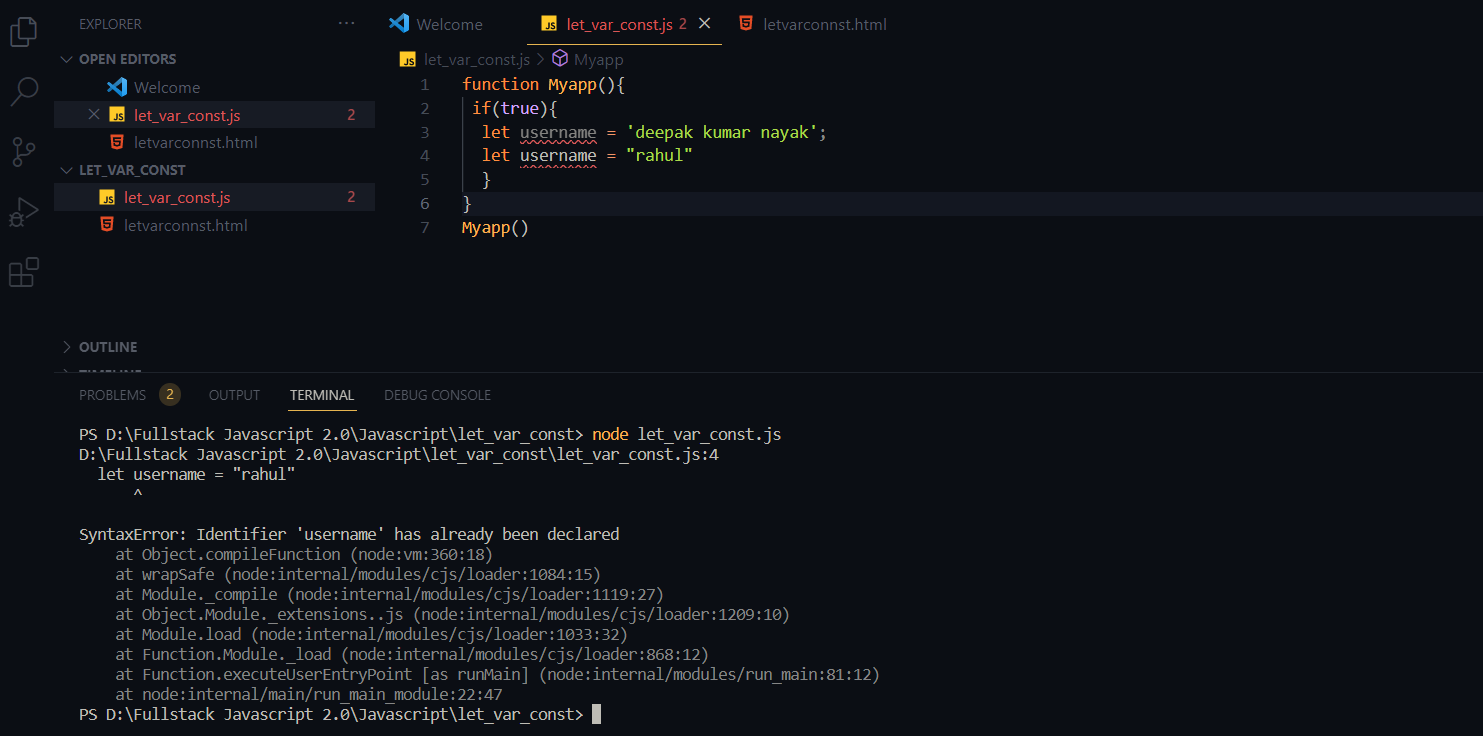 EXPLORER ···
Welcome
JS let_var_const.js 2
letvarconnst.html
OPEN EDITORS
Welcome
JS let_var_const.js 2
letvarconnst.html
LET_VAR_CONST
JS let_var_const.js 2
letvarconnst.html
OUTLINE
TIMELINE
JS let_var_const.js > Myapp
1 function Myapp(){
2 if(true){
3 let username = 'deepak kumar nayak';
4 let username = "rahul"
5 }
6 }
7 Myapp()
PROBLEMS 2 OUTPUT TERMINAL DEBUG CONSOLE
PS D:\Fullstack Javascript 2.0\Javascript\let_var_const> node let_var_const.js
D:\Fullstack Javascript 2.0\Javascript\let_var_const\let_var_const.js:4
let username = "rahul"
^
SyntaxError: Identifier 'username' has already been declared
at Object.compileFunction (node:vm:360:18)
at wrapSafe (node:internal/modules/cjs/loader:1084:15)
at Module._compile (node:internal/modules/cjs/loader:1119:27)
at Object.Module._extensions..js (node:internal/modules/cjs/loader:1209:10)
at Module.load (node:internal/modules/cjs/loader:1033:32)
at Function.Module._load (node:internal/modules/cjs/loader:868:12)
at Function.executeUserEntryPoint [as runMain] (node:internal/modules/run_main:81:12)
at node:internal/main/run_main_module:22:47
PS D:\Fullstack Javascript 2.0\Javascript\let_var_const>